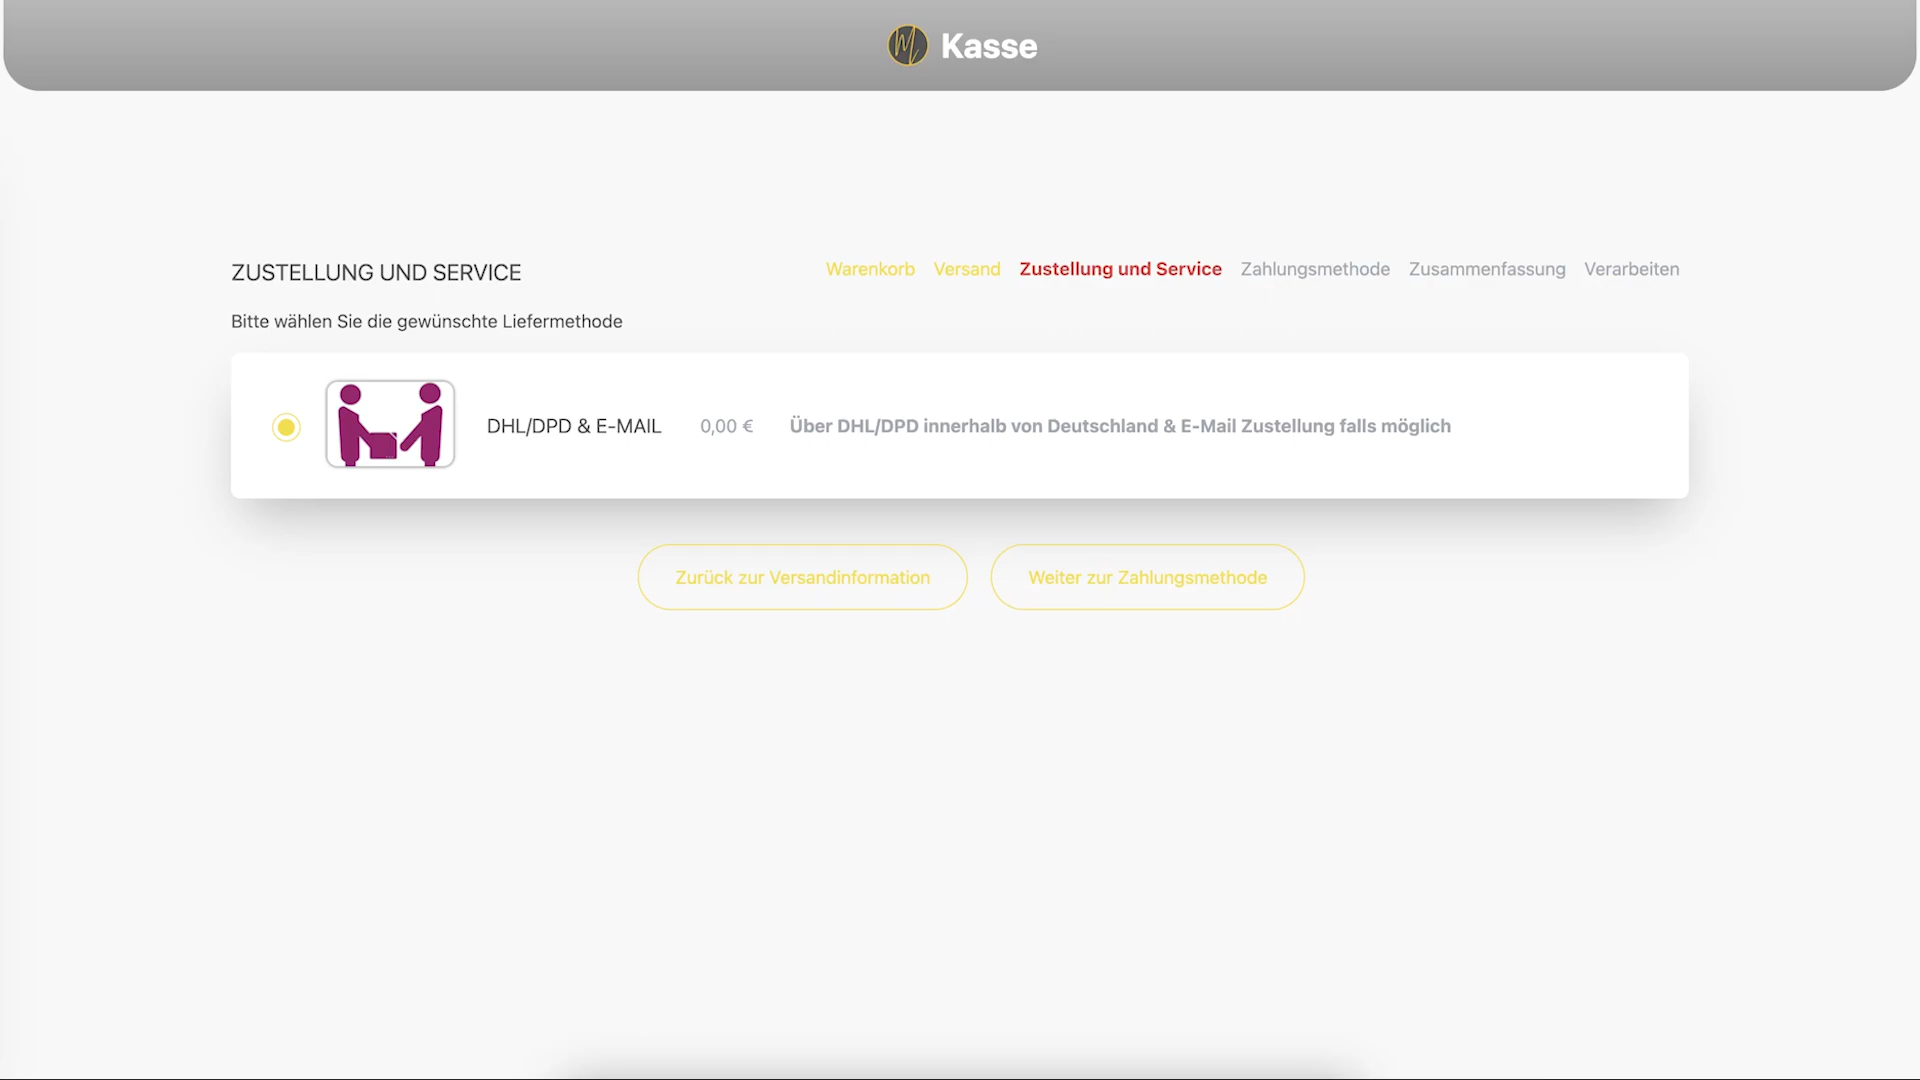 Kasse
ZUSTELLUNG UND SERVICE
Warenkorb Versand Zustellung und Service Zahlungsmethode Zusammenfassung Verarbeiten
Bitte wählen Sie die gewünschte Liefermethode
DHL/DPD & E-MAIL 0,00 € Über DHL/DPD innerhalb von Deutschland & E-Mail Zustellung falls möglich
Zurück zur Versandinformation Weiter zur Zahlungsmethode